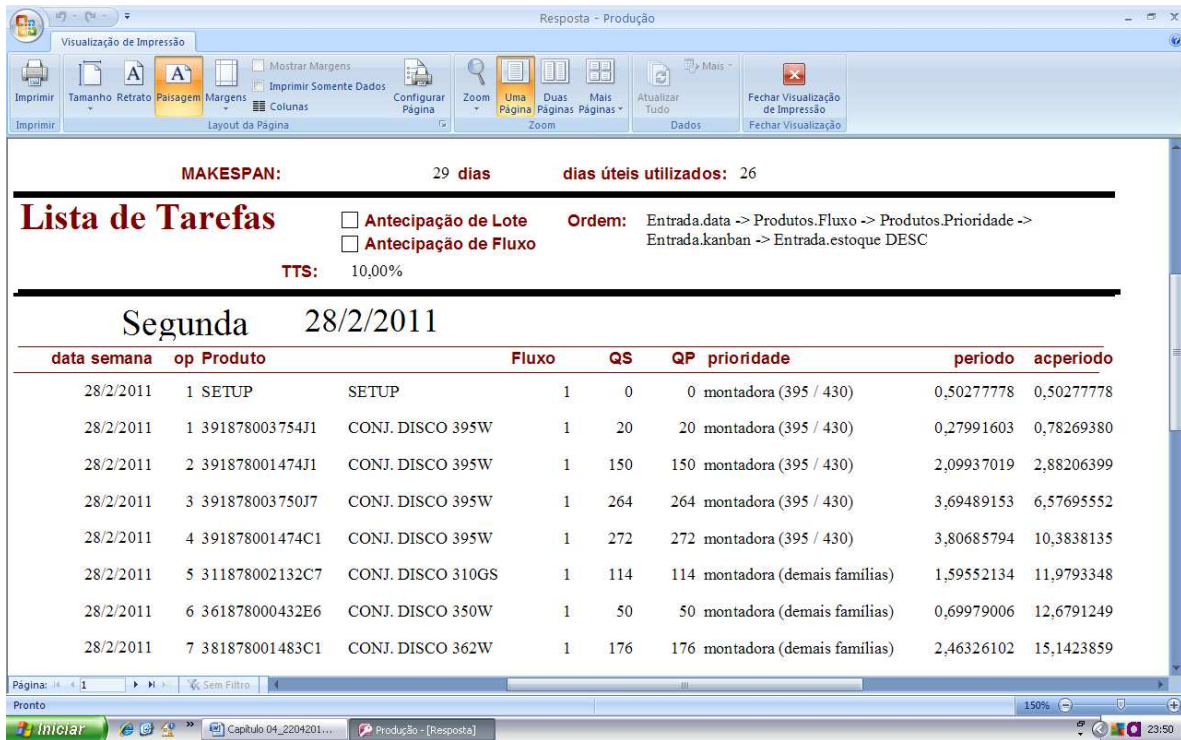 Resposta - Produção
Visualização de Impressão
Imprimir
Tamanho
Retrato
Paisagem
Margens
Mostrar Margens
Imprimir Somente Dados
Colunas
Configurar Página
Zoom
Uma Página
Duas Páginas
Mais Páginas
Atualizar Tudo
Mais
Fechar Visualização de Impressão
Imprimir
Layout da Página
Zoom
Dados
Fechar Visualização
MAKESPAN: 29 dias dias úteis utilizados: 26
Lista de Tarefas
Antecipação de Lote
Antecipação de Fluxo
Ordem: Entrada.data -> Produtos.Fluxo -> Produtos.Prioridade ->
Entrada.kanban -> Entrada.estoque DESC
TTS: 10,00%
Segunda 28/2/2011
data semana op Produto Fluxo QS QP prioridade periodo acperiodo
28/2/2011 1 SETUP SETUP 1 0 0 montadora (395 / 430) 0,50277778 0,50277778
28/2/2011 1 391878003754J1 CONJ. DISCO 395W 1 20 20 montadora (395 / 430) 0,27991603 0,78269380
28/2/2011 2 391878001474J1 CONJ. DISCO 395W 1 150 150 montadora (395 / 430) 2,09937019 2,88206399
28/2/2011 3 391878003750J7 CONJ. DISCO 395W 1 264 264 montadora (395 / 430) 3,69489153 6,57695552
28/2/2011 4 391878001474C1 CONJ. DISCO 395W 1 272 272 montadora (395 / 430) 3,80685794 10,3838135
28/2/2011 5 311878002132C7 CONJ. DISCO 310GS 1 114 114 montadora (demais famílias) 1,59552134 11,9793348
28/2/2011 6 361878000432E6 CONJ. DISCO 350W 1 50 50 montadora (demais famílias) 0,69979006 12,6791249
28/2/2011 7 381878001483C1 CONJ. DISCO 362W 1 176 176 montadora (demais famílias) 2,46326102 15,1423859
Página: 1 Sem Filtro
Pronto 150%
Iniciar Capítulo 04_2204201... Produção - [Resposta] 23:50